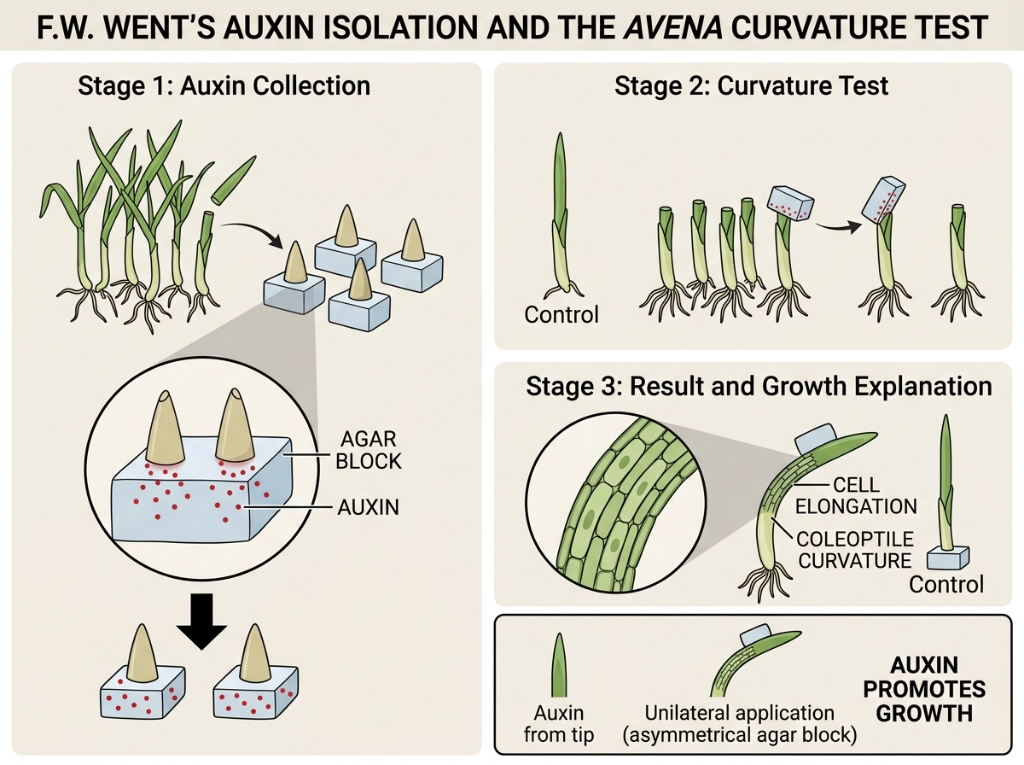 F.W. WENT'S AUXIN ISOLATION AND THE AVENA CURVATURE TEST
Stage 1: Auxin Collection
AGAR
BLOCK
AUXIN
Stage 2: Curvature Test
Control
Stage 3: Result and Growth Explanation
CELL
ELONGATION
COLEOPTILE
CURVATURE
Control
Auxin
from tip
Unilateral application
(asymmetrical agar block)
AUXIN
PROMOTES
GROWTH